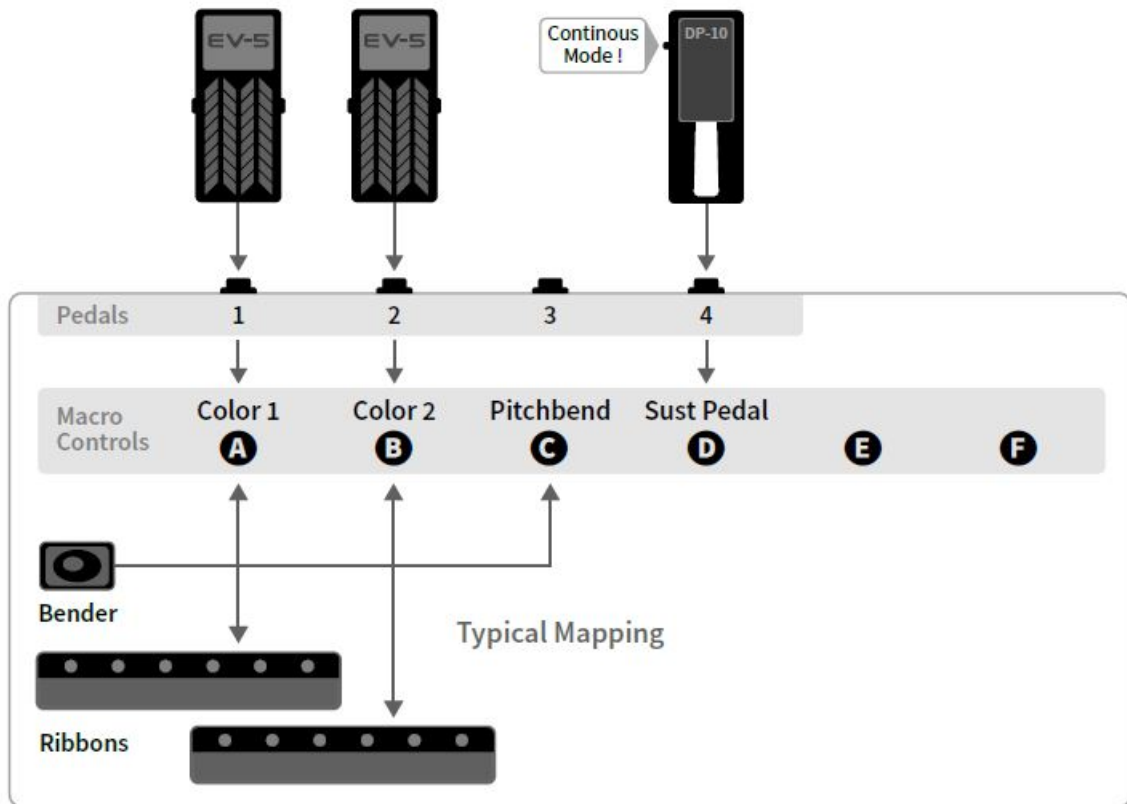 EV-5
EV-5
Continous
Mode !
DP-10
Pedals 1 2 3 4
Macro
Controls
Color 1 Color 2 Pitchbend Sust Pedal
A B C D E F
Bender
Typical Mapping
Ribbons